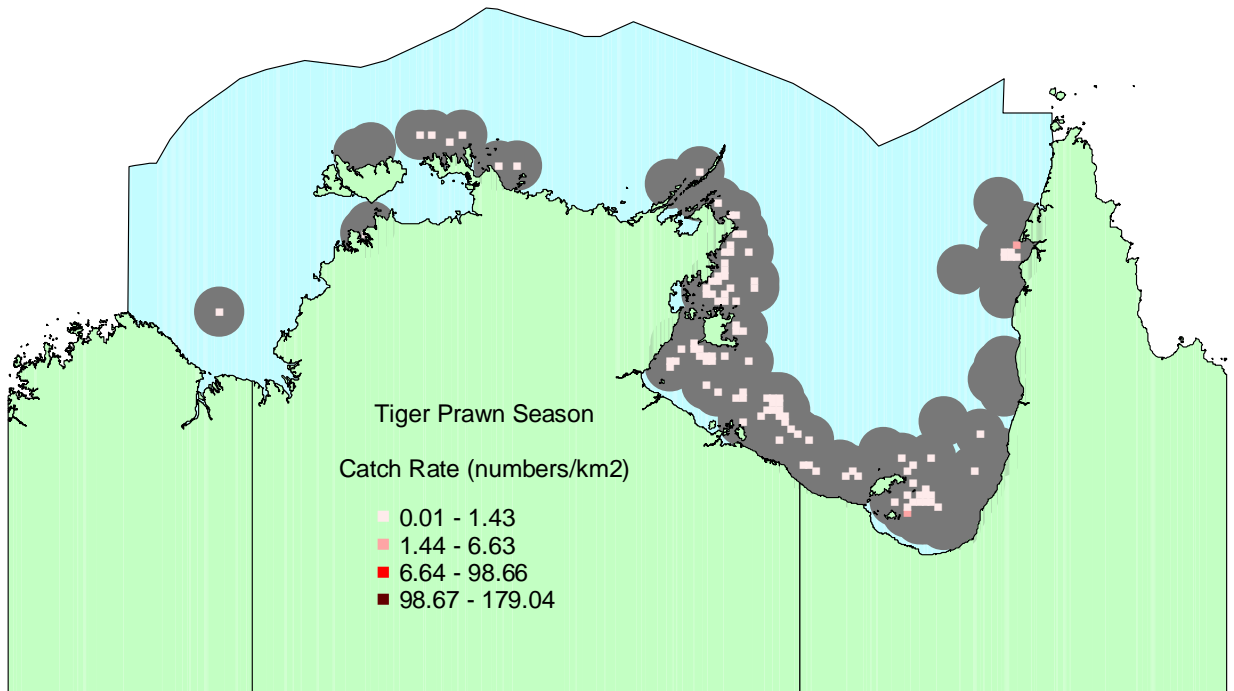 Tiger Prawn Season
Catch Rate (numbers/km2)
0.01 - 1.43
1.44 - 6.63
6.64 - 98.66
98.67 - 179.04